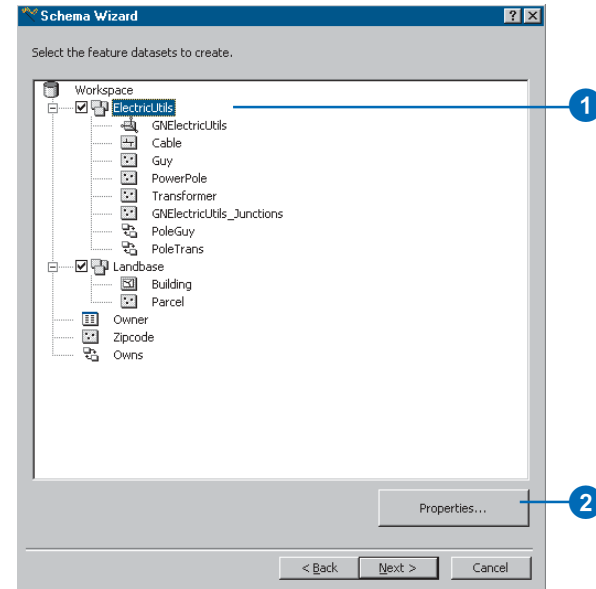 Schema Wizard
Select the feature datasets to create.
Workspace
1
ElectricUtils
GNElectricUtils
Cable
Guy
PowerPole
Transformer
GNElectricUtils_Junctions
PoleGuy
PoleTrans
Landbase
Building
Parcel
Owner
Zipcode
Owns
Properties...
2
< Back
Next >
Cancel